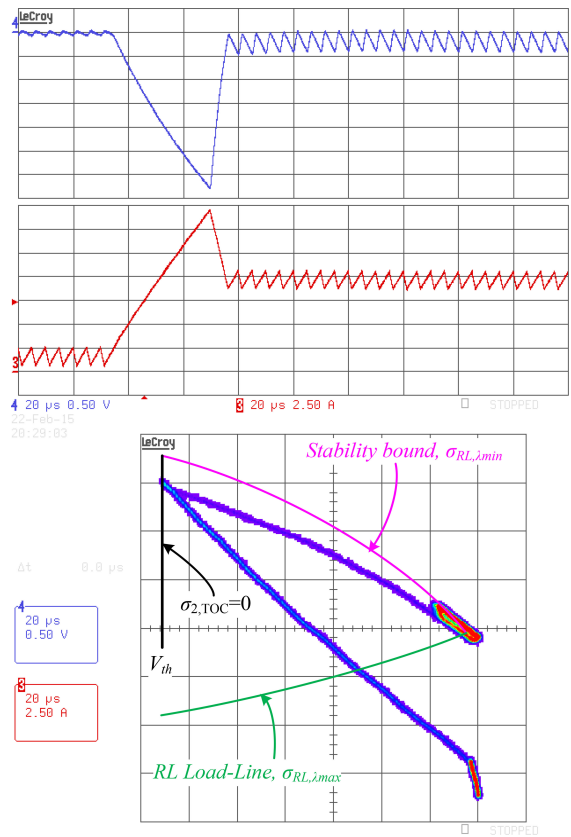 4
LeCroy
3
4 20 µs 0.50 V
3 20 µs 2.50 A
STOPPED
22-Feb-15
20:29:03
LeCroy
Stability bound, σRL,λmin
Δt 0.0 µs
σ2,TOC=0
4
20 µs
0.50 V
Vth
3
20 µs
2.50 A
RL Load-Line, σRL,λmax
STOPPED